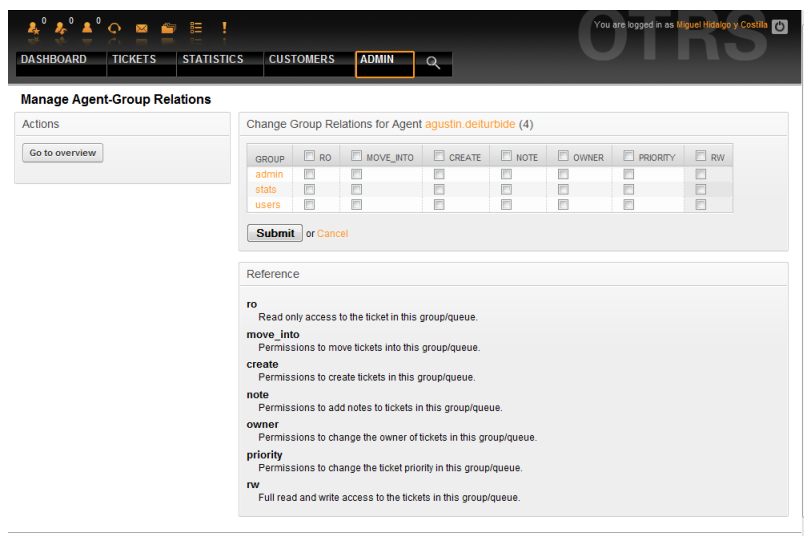 0 0 0
You are logged in as Miguel Hidalgo y Costilla
OTRS
DASHBOARD TICKETS STATISTICS CUSTOMERS ADMIN
Manage Agent-Group Relations
Actions
Go to overview
Change Group Relations for Agent agustin.deiturbide (4)
GROUP RO MOVE_INTO CREATE NOTE OWNER PRIORITY RW
admin
stats
users
Submit or Cancel
Reference
ro
Read only access to the ticket in this group/queue.
move_into
Permissions to move tickets into this group/queue.
create
Permissions to create tickets in this group/queue.
note
Permissions to add notes to tickets in this group/queue.
owner
Permissions to change the owner of tickets in this group/queue.
priority
Permissions to change the ticket priority in this group/queue.
rw
Full read and write access to the tickets in this group/queue.